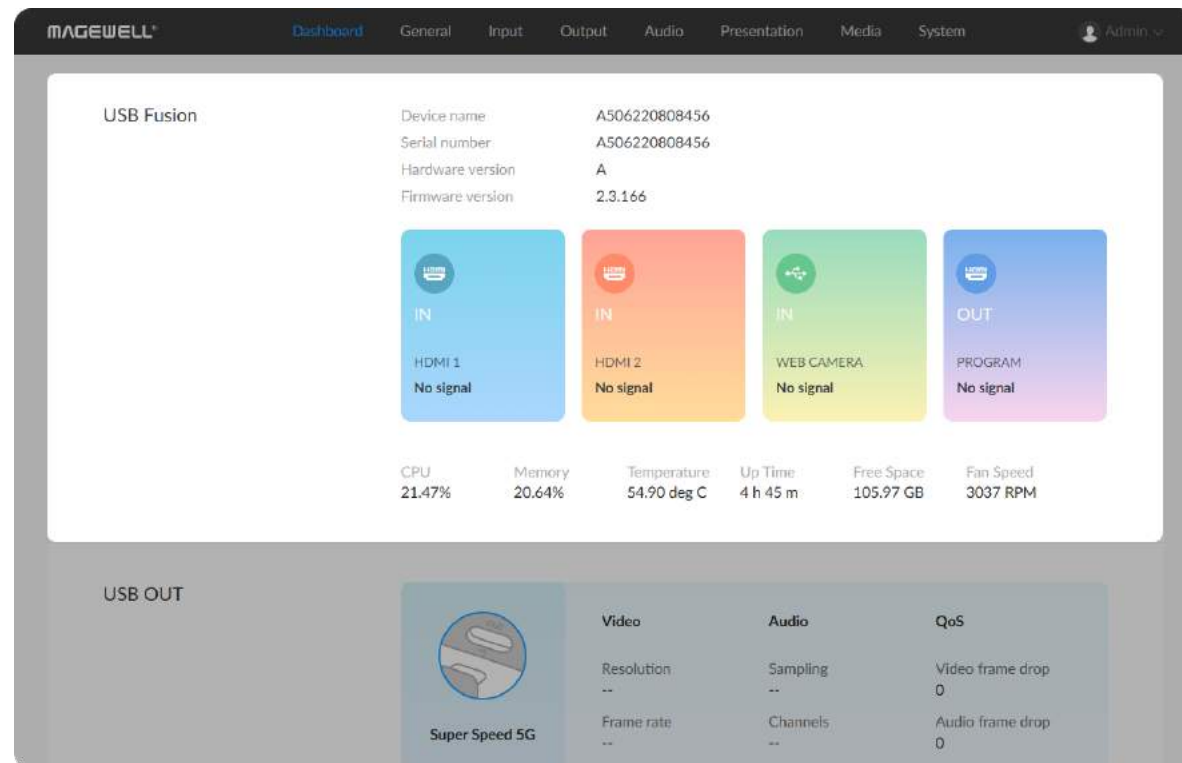 MAGEWELL®
Dashboard General Input Output Audio Presentation Media System Admin
USB Fusion
Device name A506220808456
Serial number A506220808456
Hardware version A
Firmware version 2.3.166
HDMI HDMI HDMI
IN IN IN OUT
HDMI 1 HDMI 2 WEB CAMERA PROGRAM
No signal No signal No signal No signal
CPU Memory Temperature Up Time Free Space Fan Speed
21.47% 20.64% 54.90 deg C 4 h 45 m 105.97 GB 3037 RPM
USB OUT
Video Audio QoS
Resolution Sampling Video frame drop
-- -- 0
Super Speed 5G
Frame rate Channels Audio frame drop
-- -- 0